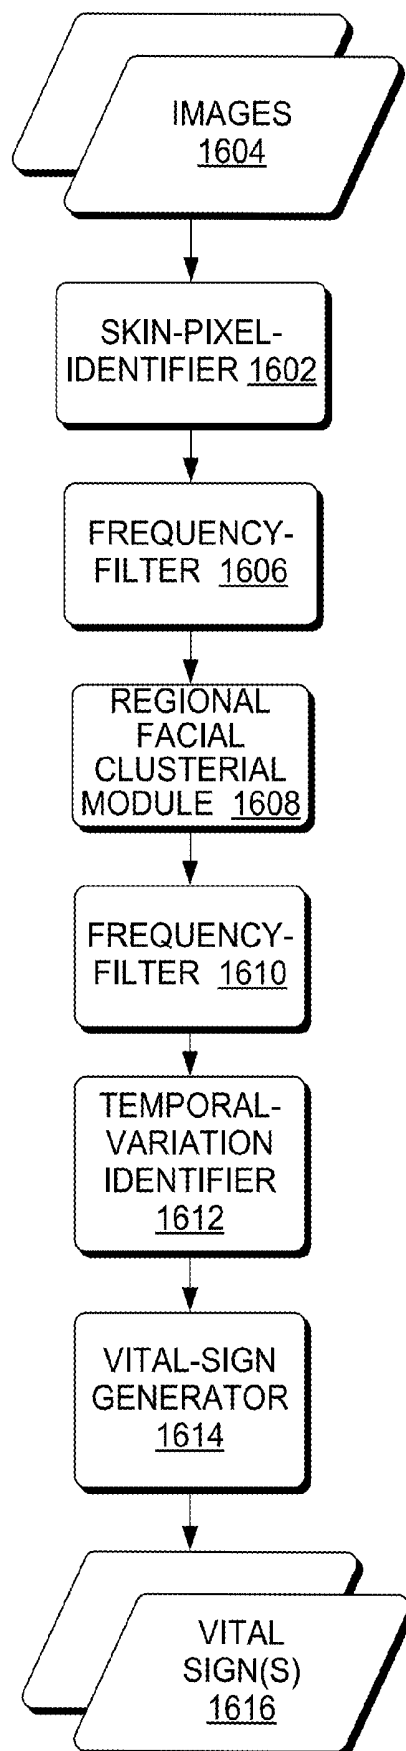 IMAGES
1604
SKIN-PIXEL-
IDENTIFIER 1602
FREQUENCY-
FILTER 1606
REGIONAL
FACIAL
CLUSTERIAL
MODULE 1608
FREQUENCY-
FILTER 1610
TEMPORAL-
VARIATION
IDENTIFIER
1612
VITAL-SIGN
GENERATOR
1614
VITAL
SIGN(S)
1616